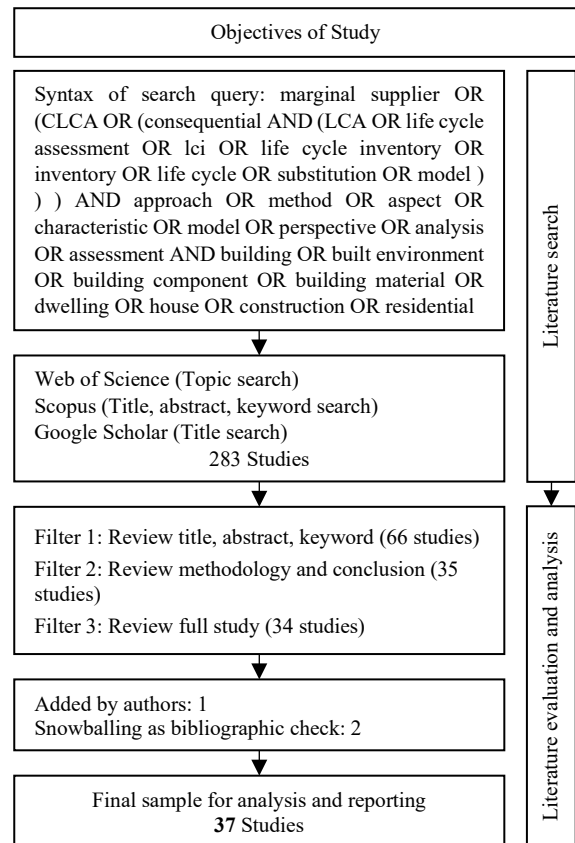 Objectives of Study
Syntax of search query: marginal supplier OR
(CLCA OR (consequential AND (LCA OR life cycle
assessment OR lci OR life cycle inventory OR
inventory OR life cycle OR substitution OR model )
) ) AND approach OR method OR aspect OR
characteristic OR model OR perspective OR analysis
OR assessment AND building OR built environment
OR building component OR building material OR
dwelling OR house OR construction OR residential
Literature search
Web of Science (Topic search)
Scopus (Title, abstract, keyword search)
Google Scholar (Title search)
283 Studies
Filter 1: Review title, abstract, keyword (66 studies)
Filter 2: Review methodology and conclusion (35
studies)
Filter 3: Review full study (34 studies)
Literature evaluation and analysis
Added by authors: 1
Snowballing as bibliographic check: 2
Final sample for analysis and reporting
37 Studies